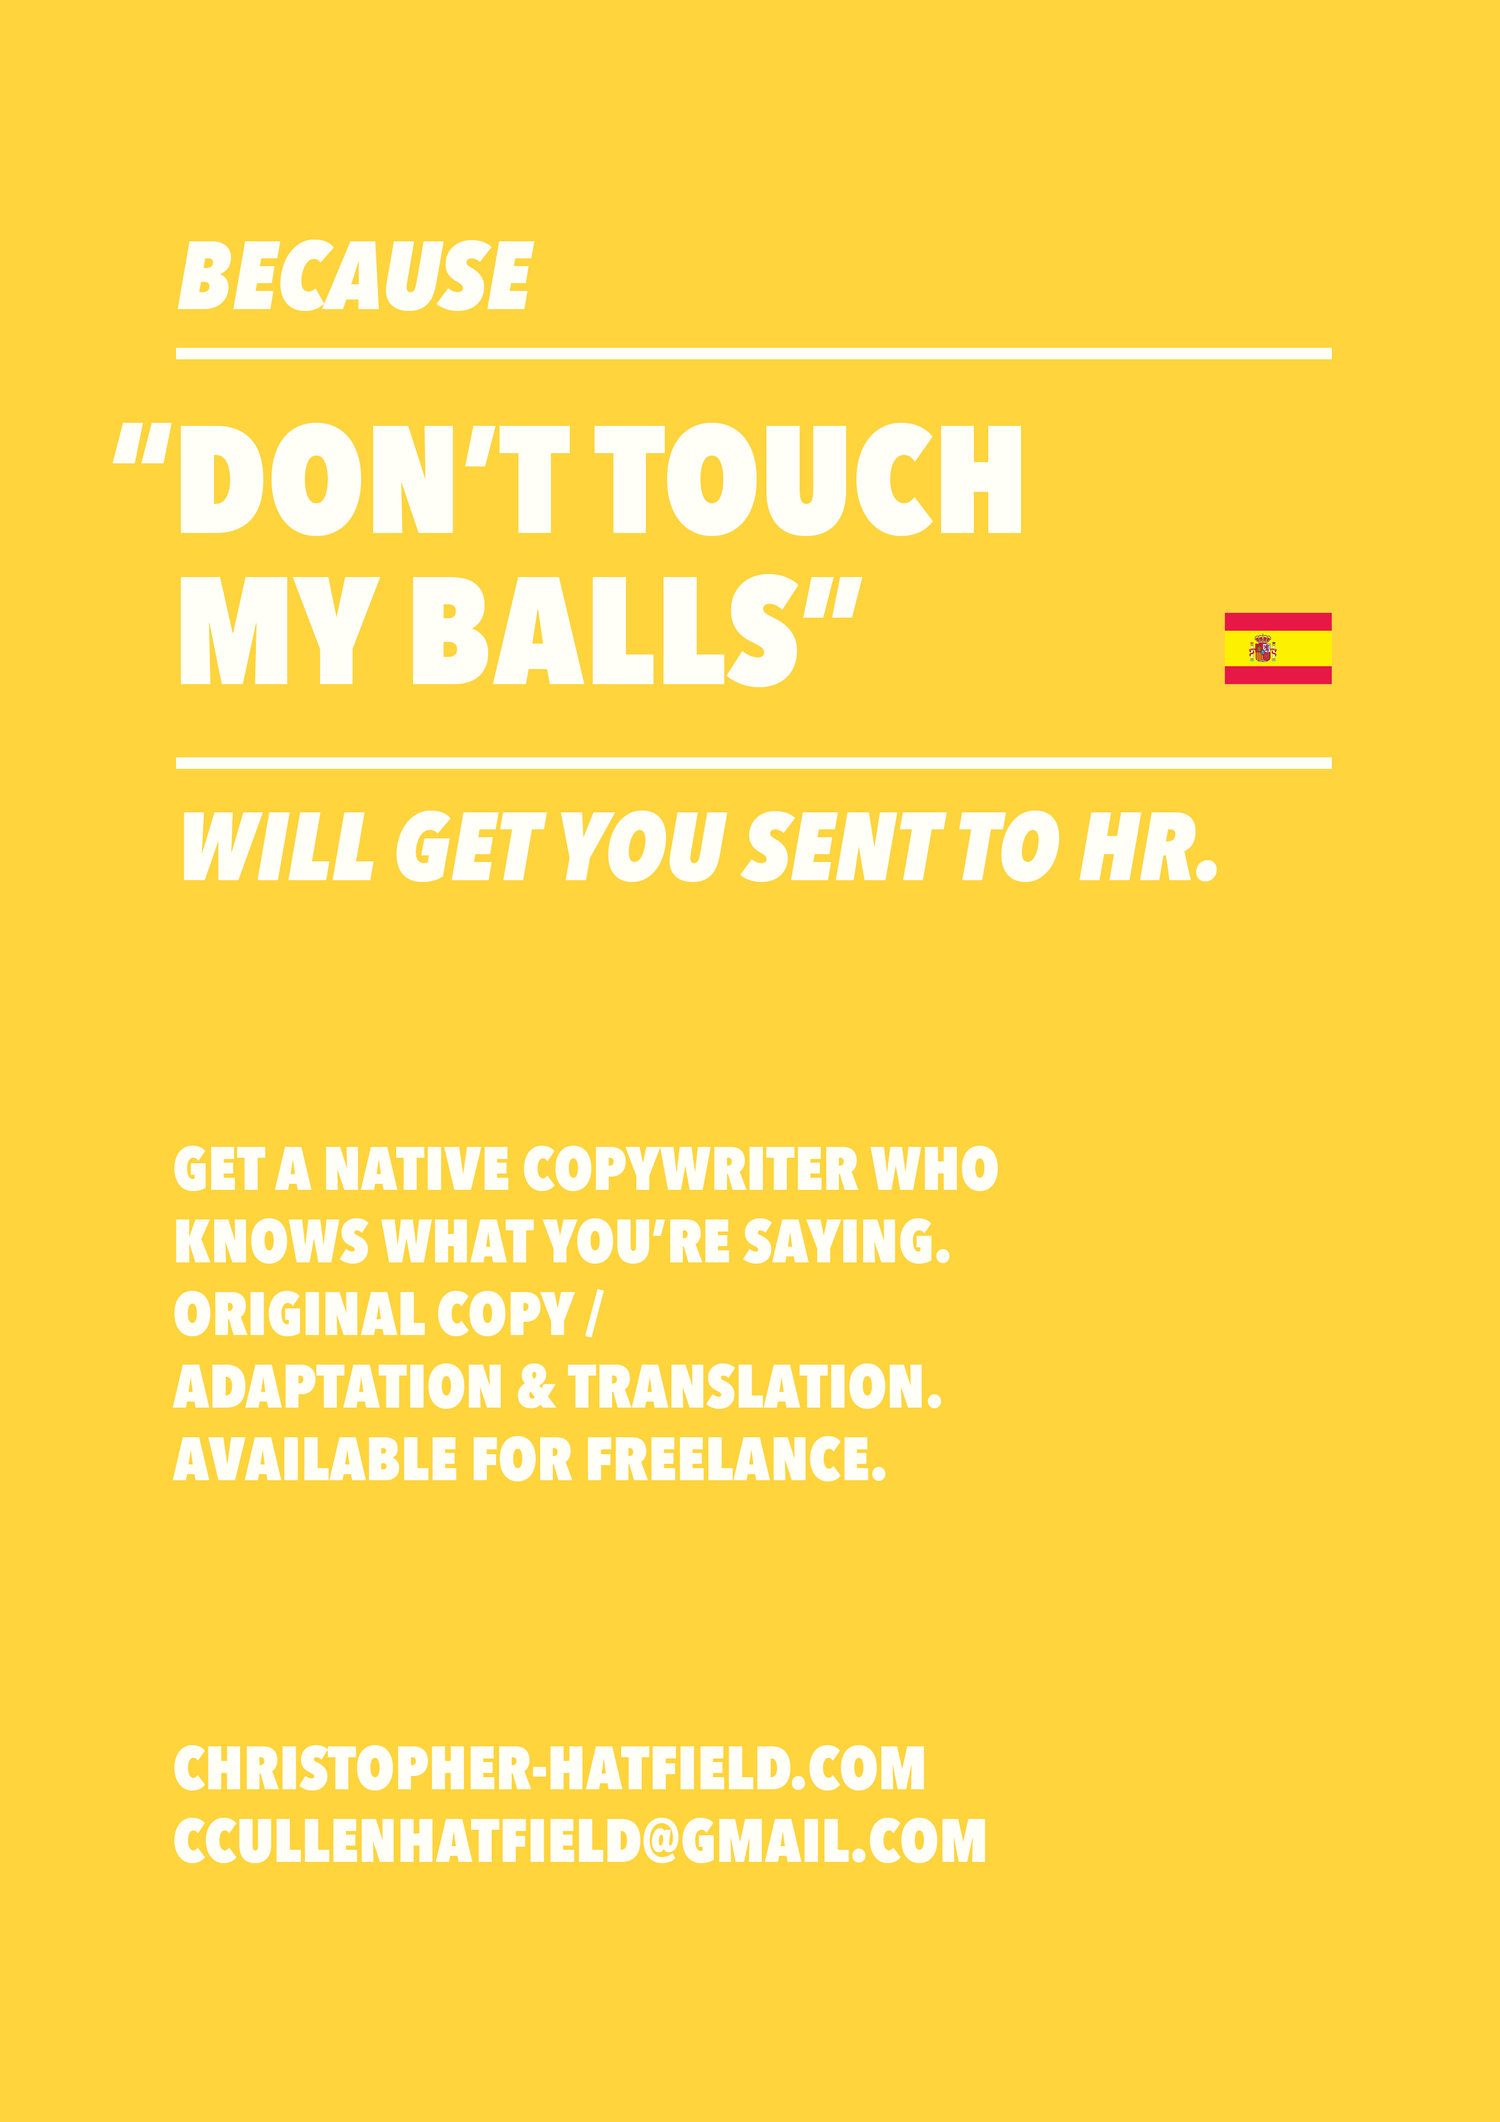 BECAUSE
"DON'T TOUCH
MY BALLS"
WILL GET YOU SENT TO HR.
GET A NATIVE COPYWRITER WHO
KNOWS WHAT YOU'RE SAYING.
ORIGINAL COPY /
ADAPTATION & TRANSLATION.
AVAILABLE FOR FREELANCE.
CHRISTOPHER-HATFIELD.COM
CCULLENHATFIELD@GMAIL.COM